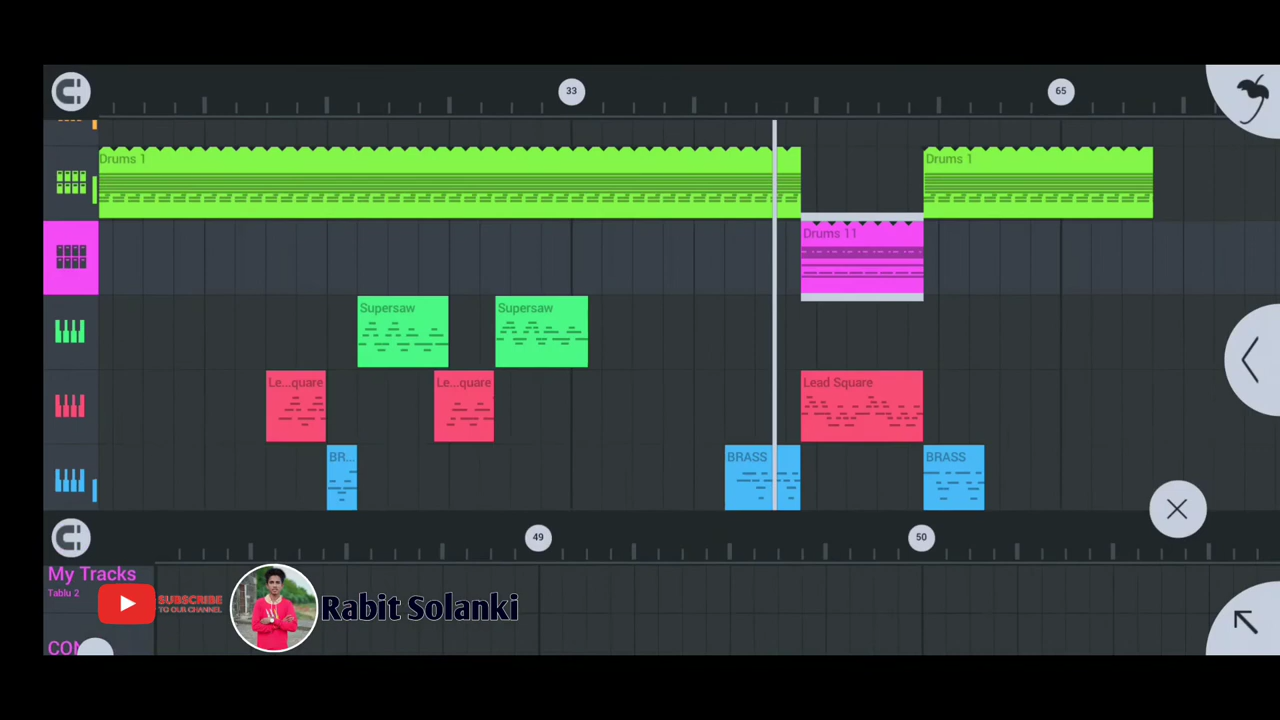 33
65
Drums 1
Drums 1
Drums 11
Supersaw
Supersaw
Le...quare
Le...quare
Lead Square
BR...
BRASS
BRASS
49
50
My Tracks
Tablu 2
SUBSCRIBE
TO OUR CHANNEL
Rabit Solanki